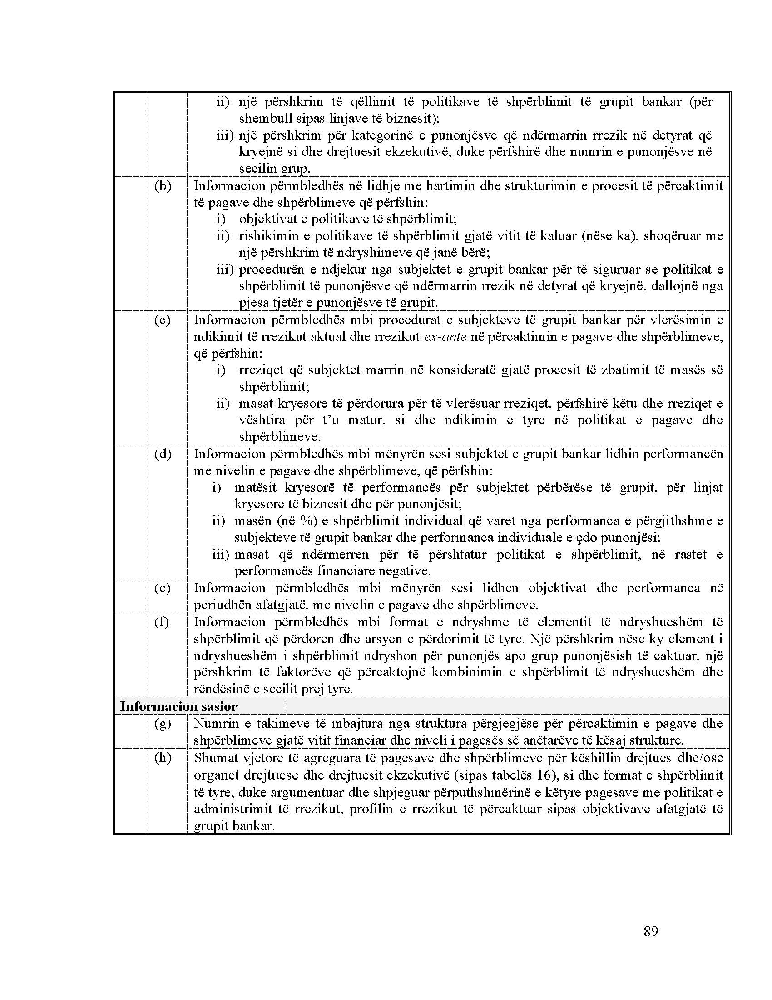 ii) një përshkrim të qëllimit të politikave të shpërblimit të grupit bankar (për
shembull sipas linjave të biznesit);
iii) një përshkrim për kategorinë e punonjësve që ndërmarrin rrezik në detyrat që
kryejnë si dhe drejtuesit ekzekutivë, duke përfshirë dhe numrin e punonjësve në
secilin grup.
(b) Informacion përmbledhës në lidhje me hartimin dhe strukturimin e procesit të përcaktimit
të pagave dhe shpërblimeve që përfshin:
i) objektivat e politikave të shpërblimit;
ii) rishikimin e politikave të shpërblimit gjatë vitit të kaluar (nëse ka), shoqëruar me
një përshkrim të ndryshimeve që janë bërë;
iii) procedurën e ndjekur nga subjektet e grupit bankar për të siguruar se politikat e
shpërblimit të punonjësve që ndërmarrin rrezik në detyrat që kryejnë, dallojnë nga
pjesa tjetër e punonjësve të grupit.
(c) Informacion përmbledhës mbi procedurat e subjekteve të grupit bankar për vlerësimin e
ndikimit të rrezikut aktual dhe rrezikut ex-ante në përcaktimin e pagave dhe shpërblimeve,
që përfshin:
i) rreziqet që subjektet marrin në konsideratë gjatë procesit të zbatimit të masës së
shpërblimit;
ii) masat kryesore të përdorura për të vlerësuar rreziqet, përfshirë këtu dhe rreziqet e
vështira për t’u matur, si dhe ndikimin e tyre në politikat e pagave dhe
shpërblimeve.
(d) Informacion përmbledhës mbi mënyrën sesi subjektet e grupit bankar lidhin performancën
me nivelin e pagave dhe shpërblimeve, që përfshin:
i) matësit kryesorë të performancës për subjektet përbërëse të grupit, për linjat
kryesore të biznesit dhe për punonjësit;
ii) masën (në %) e shpërblimit individual që varet nga performanca e përgjithshme e
subjekteve të grupit bankar dhe performanca individuale e çdo punonjësi;
iii) masat që ndërmerren për të përshtatur politikat e shpërblimit, në rastet e
performancës financiare negative.
(e) Informacion përmbledhës mbi mënyrën sesi lidhen objektivat dhe performanca në
periudhën afatgjatë, me nivelin e pagave dhe shpërblimeve.
(f) Informacion përmbledhës mbi format e ndryshme të elementit të ndryshueshëm të
shpërblimit që përdoren dhe arsyen e përdorimit të tyre. Një përshkrim nëse ky element i
ndryshueshëm i shpërblimit ndryshon për punonjës apo grup punonjësish të caktuar, një
përshkrim të faktorëve që përcaktojnë kombinimin e shpërblimit të ndryshueshëm dhe
rëndësinë e secilit prej tyre.
Informacion sasior
(g) Numrin e takimeve të mbajtura nga struktura përgjegjëse për përcaktimin e pagave dhe
shpërblimeve gjatë vitit financiar dhe niveli i pagesës së anëtarëve të kësaj strukture.
(h) Shumat vjetore të agreguara të pagesave dhe shpërblimeve për këshillin drejtues dhe/ose
organet drejtuese dhe drejtuesit ekzekutivë (sipas tabelës 16), si dhe format e shpërblimit
të tyre, duke argumentuar dhe shpjeguar përputhshmërinë e këtyre pagesave me politikat e
administrimit të rrezikut, profilin e rrezikut të përcaktuar sipas objektivave afatgjatë të
grupit bankar.
89